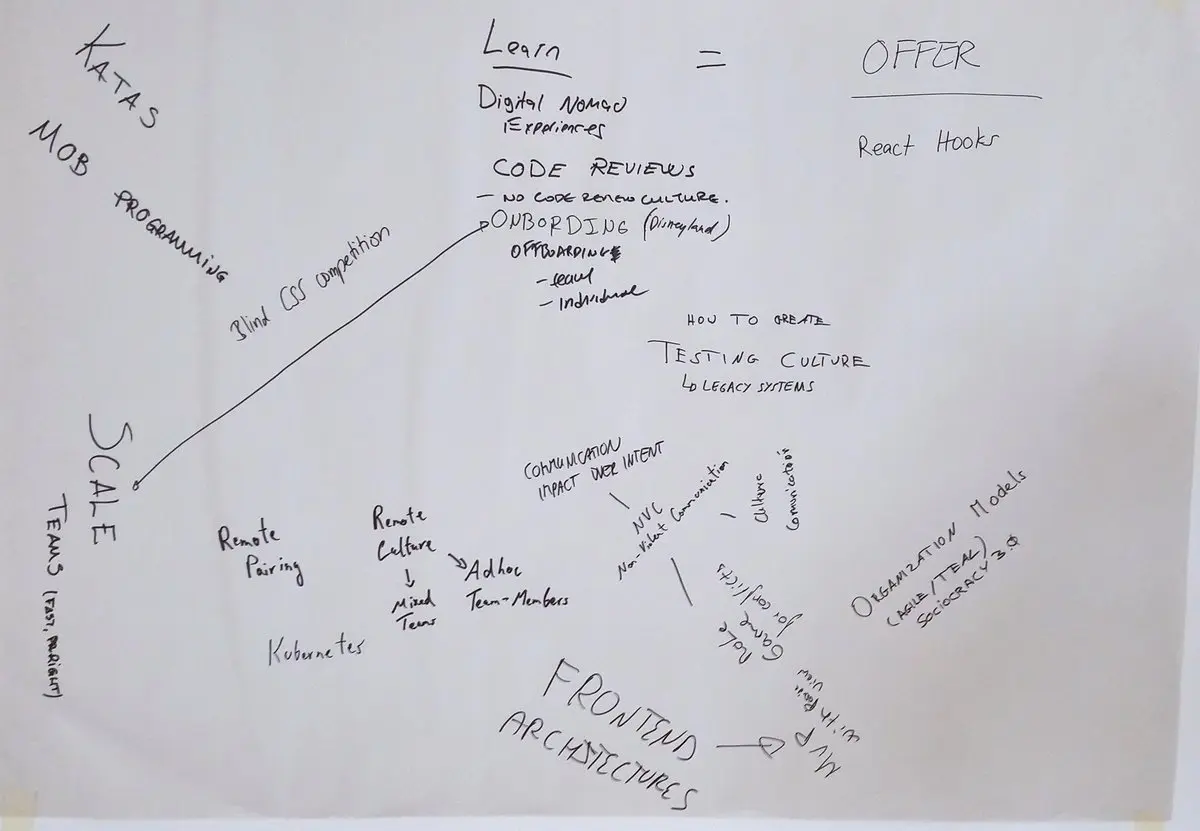 KATAS
MOB PROGRAMMING
Learn
=
OFFER
Digital Nomad
Experiences
React Hooks
CODE REVIEWS
- NO CODE REVIEW CULTURE.
ONBORDING (Disneyland)
OFFBOARDING
- team
- individual
Blind CSS competition
HOW TO CREATE
TESTING CULTURE
LEGACY SYSTEMS
SCALE
TEAMS (FAST,
Remote
Pairing
Remote
Culture
Mixed
Teams
Adhoc
Team-Members
Kubernetes
COMMUNICATION
IMPACT OVER INTENT
NVC
Non-Violent Communication
Culture
Comunication
Role
Game
for conflicts
ORGANIZATION Models
(AGILE/TEAL)
SOCIOCRACY 3.0
FRONTEND
ARCHITECTURES
MVP
with
view